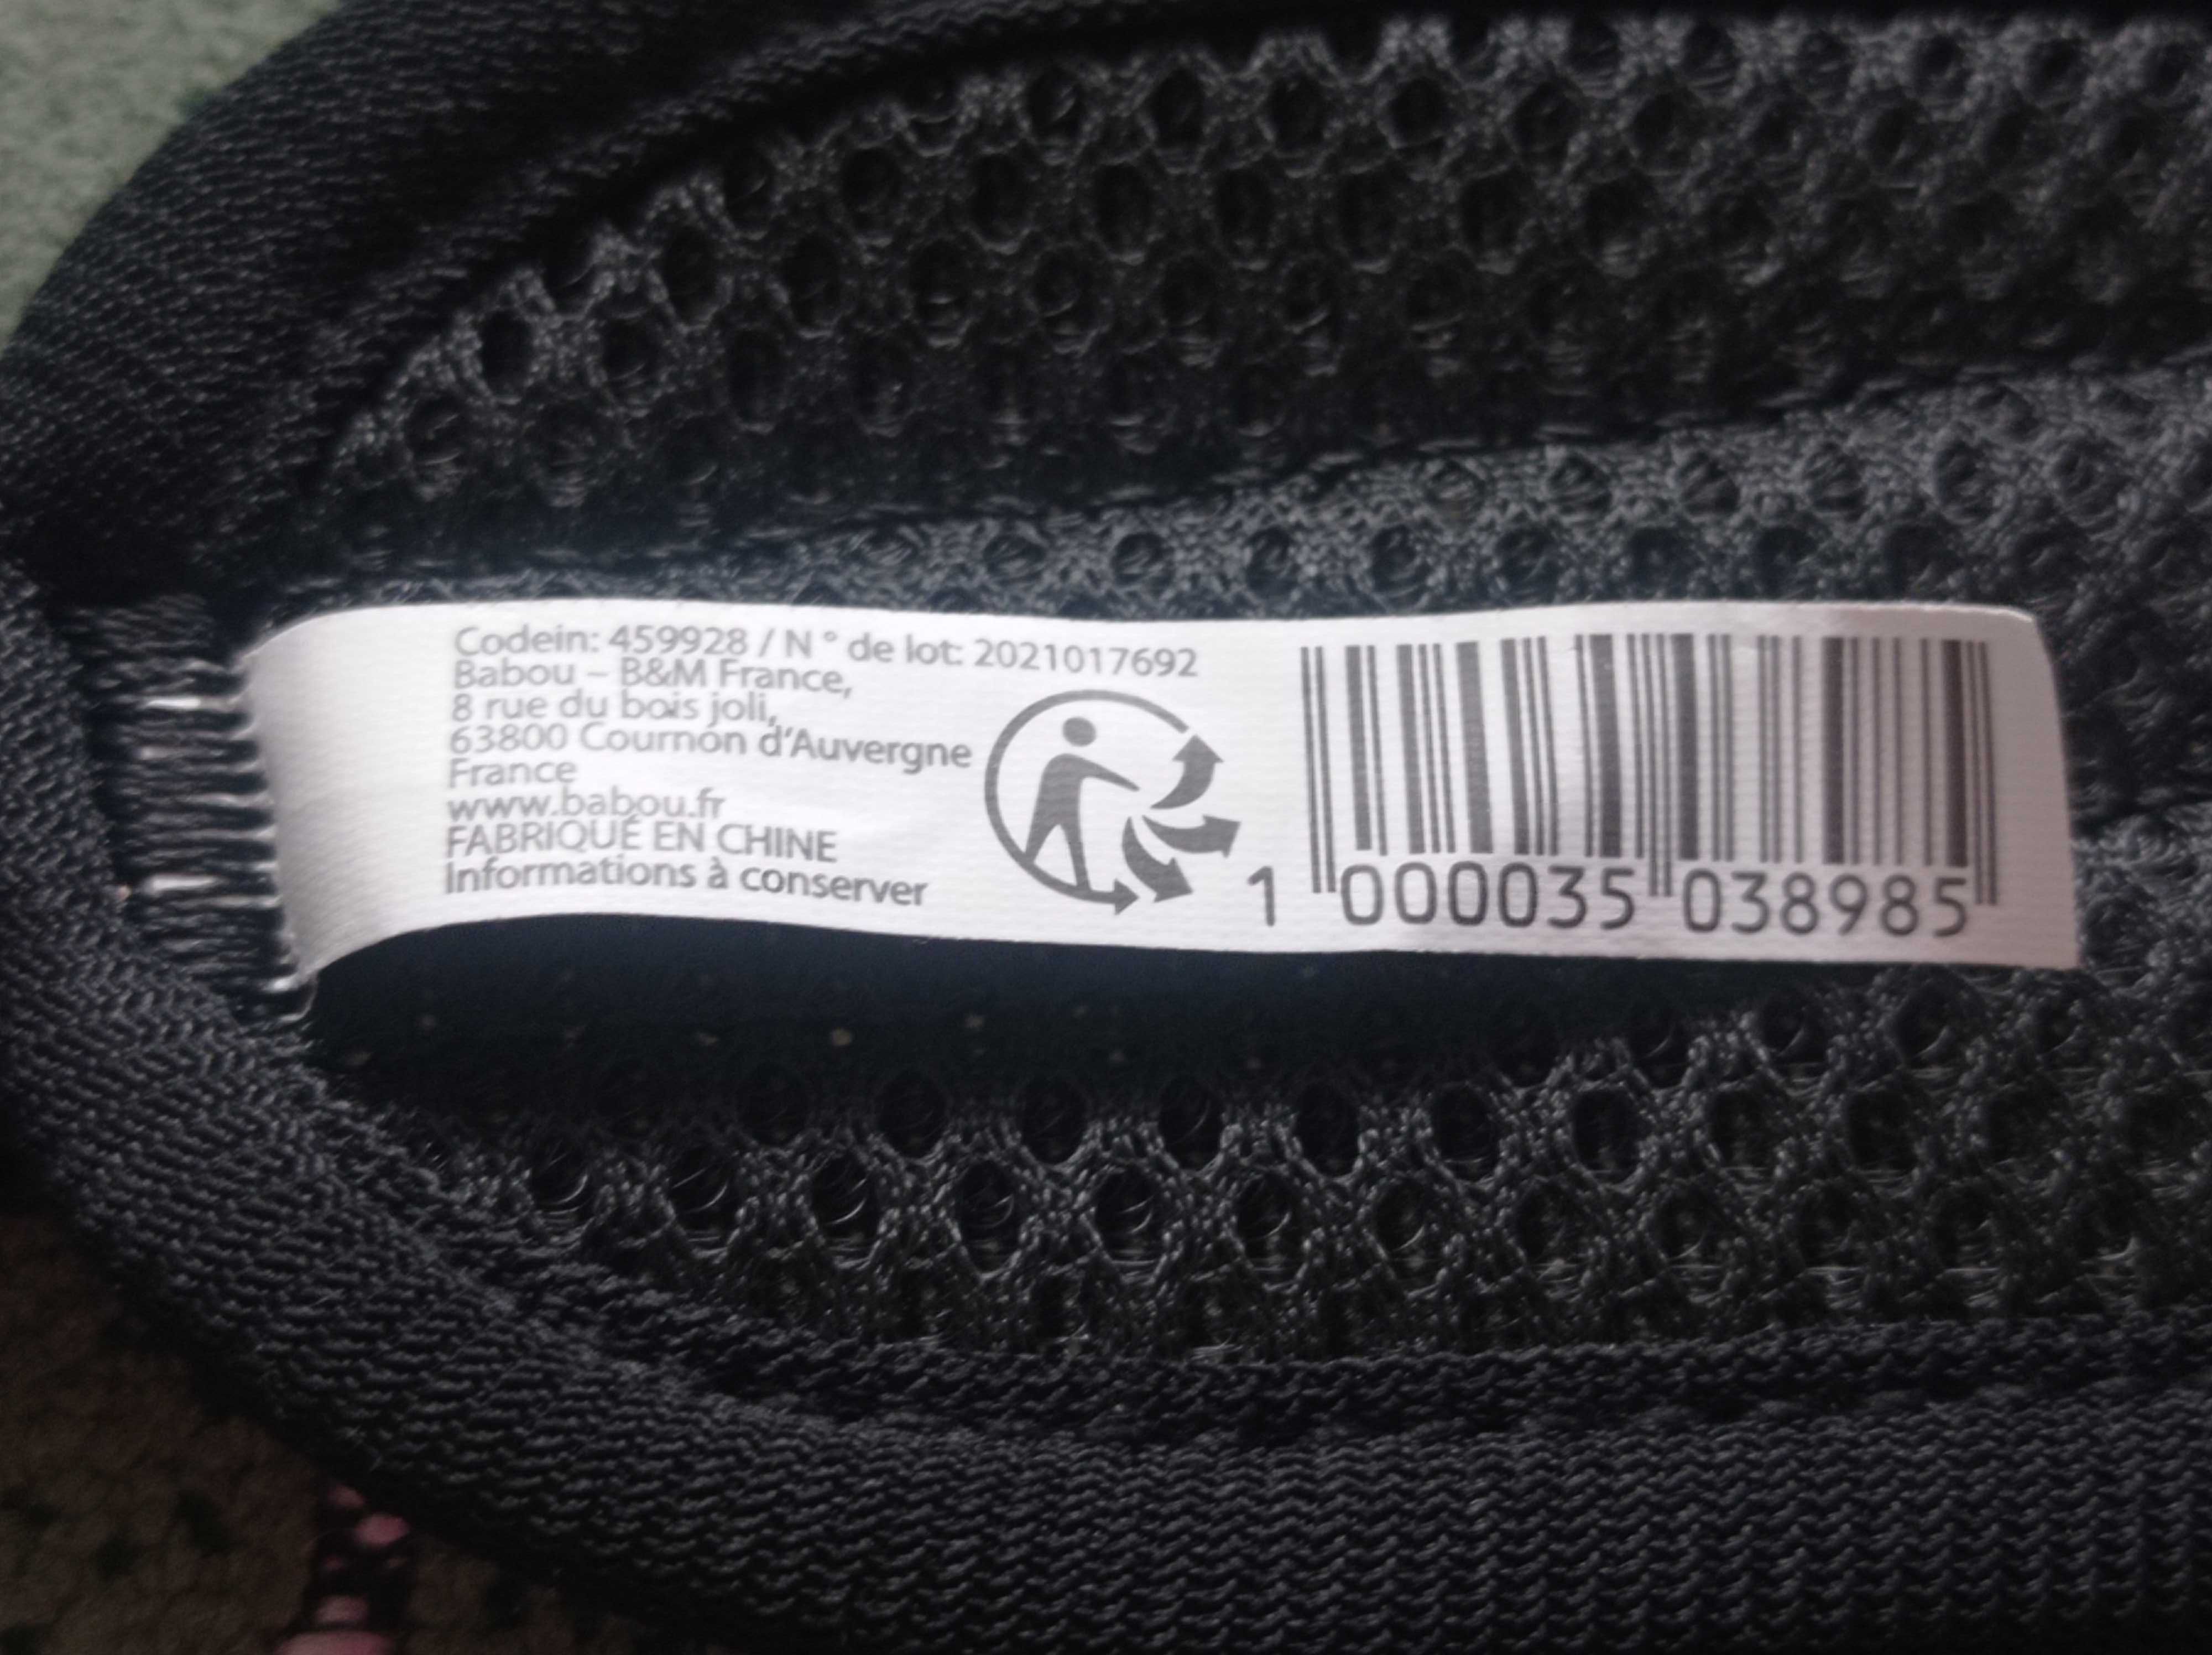 Codein: 459928 / N° de lot: 2021017692
Babou – B&M France,
8 rue du bois joli,
63800 Cournon d'Auvergne
France
www.babou.fr
FABRIQUÉ EN CHINE
Informations à conserver
1 000035 038985